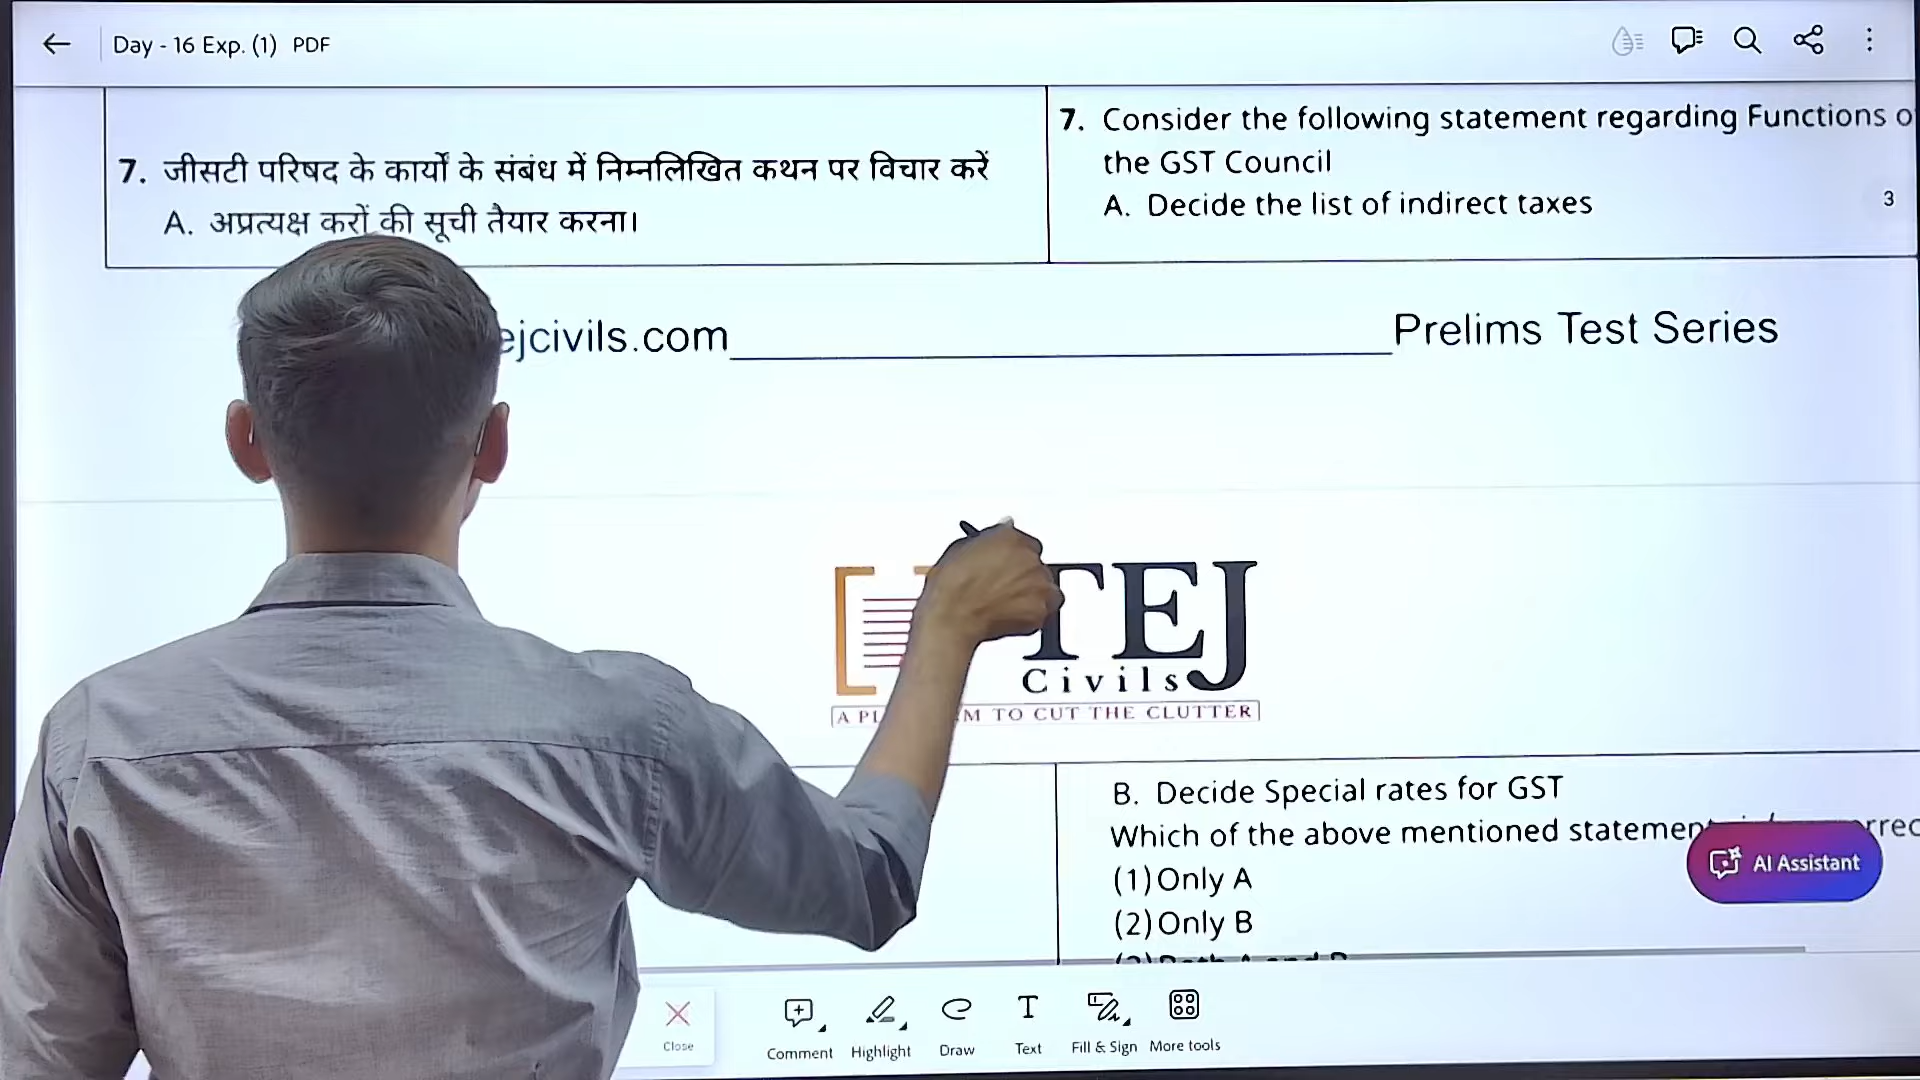 Day - 16 Exp. (1) PDF
7. जीसटी परिषद के कार्यों के संबंध में निम्नलिखित कथन पर विचार करें
A. अप्रत्यक्ष करों की सूची तैयार करना।
7. Consider the following statement regarding Functions o
the GST Council
A. Decide the list of indirect taxes
3
ejcivils.com
Prelims Test Series
TEJ
Civils
TO CUT THE CLUTTER
B. Decide Special rates for GST
Which of the above mentioned
(1) Only A
(2) Only B
AI Assistant
Close
Comment
Highlight
Draw
Text
Fill & Sign
More tools